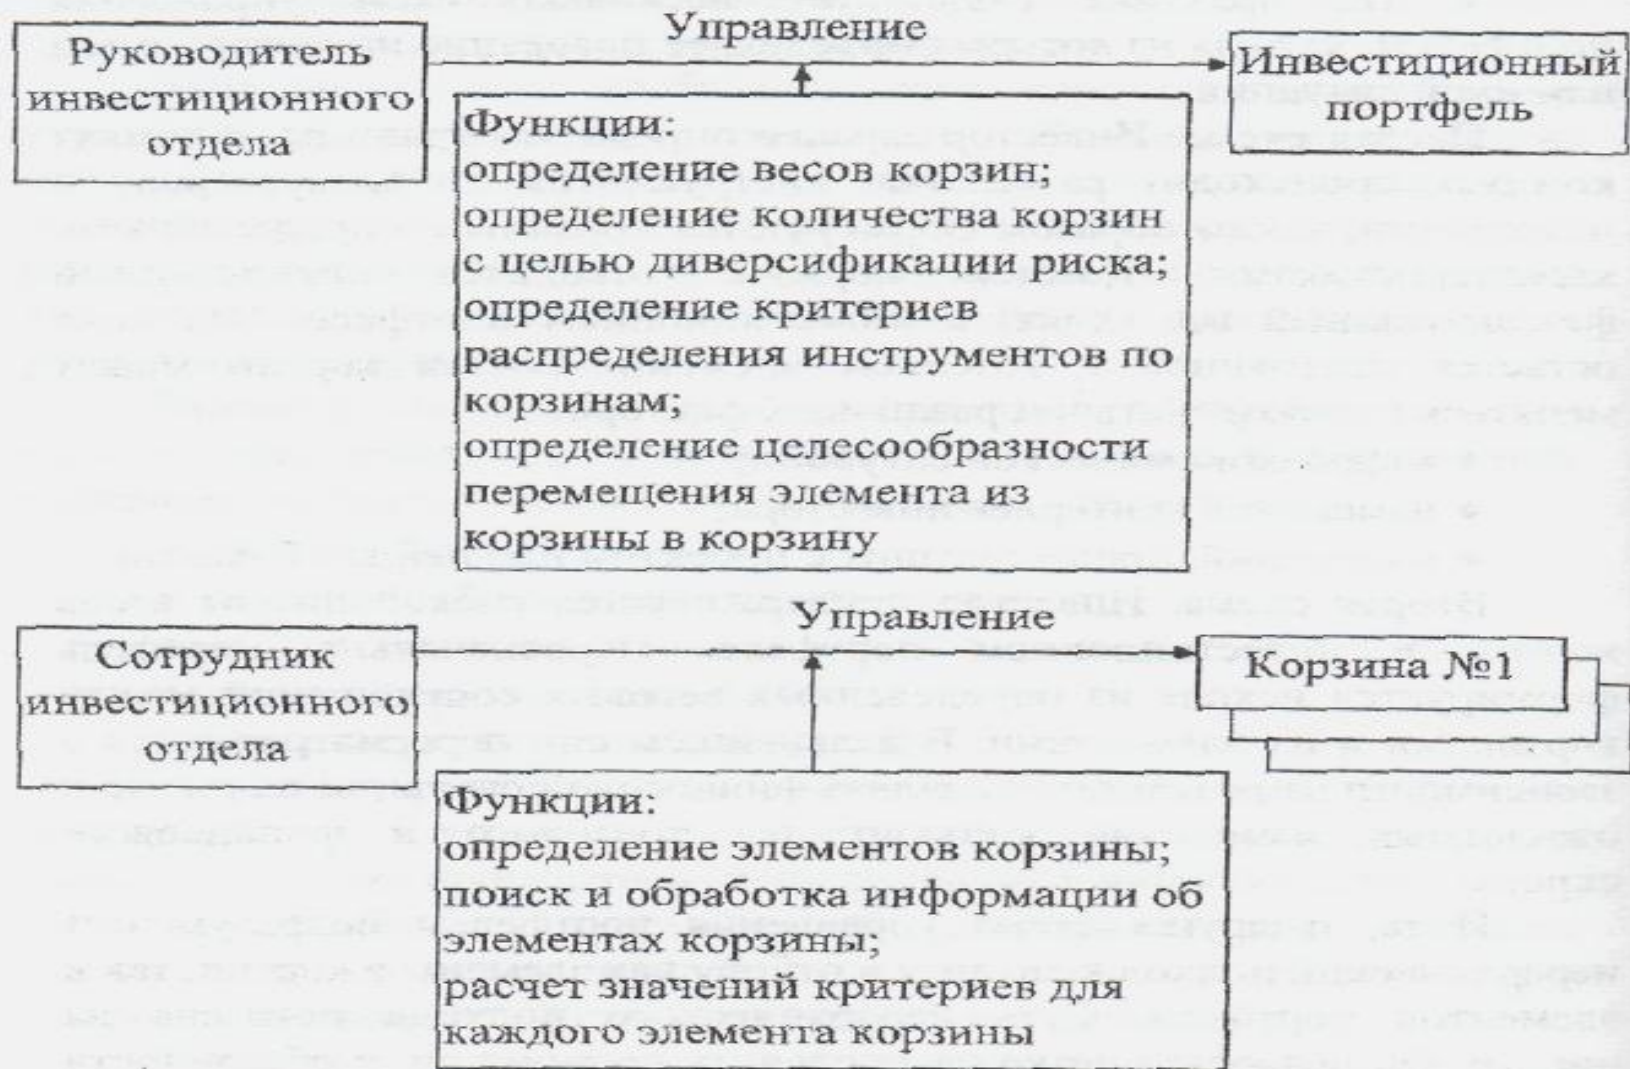 Управление
Руководитель
инвестиционного
отдела
Инвестиционный
портфель
Функции:
определение весов корзин;
определение количества корзин
с целью диверсификации риска;
определение критериев
распределения инструментов по
корзинам;
определение целесообразности
перемещения элемента из
корзины в корзину
Управление
Сотрудник
инвестиционного
отдела
Корзина №1
Функции:
определение элементов корзины;
поиск и обработка информации об
элементах корзины;
расчет значений критериев для
каждого элемента корзины